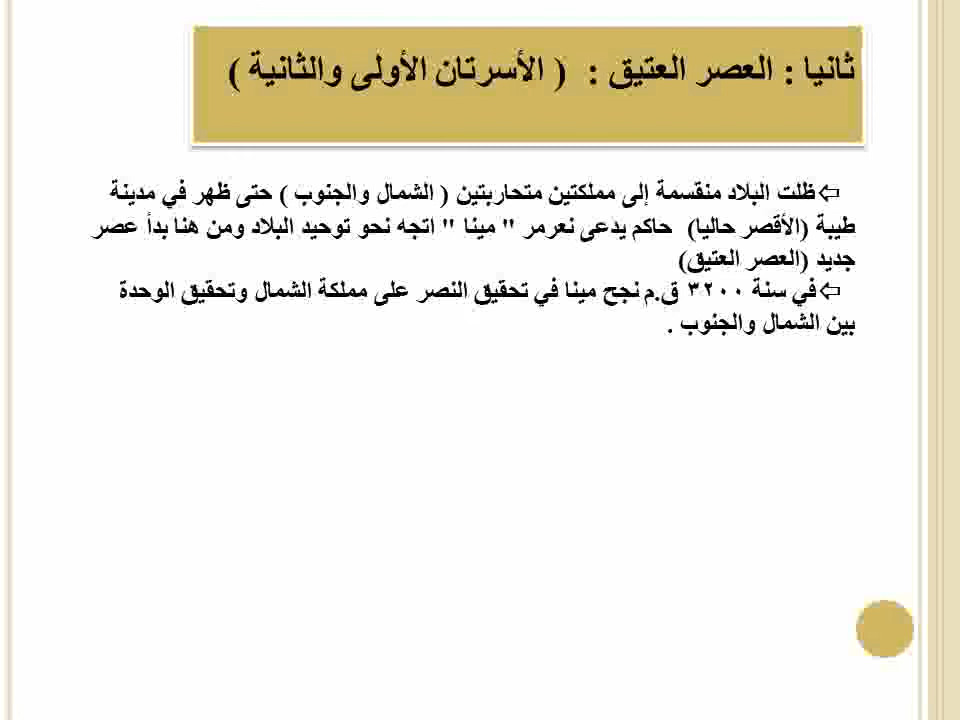 ثانيا : العصر العتيق : ( الأسرتان الأولى والثانية )
⇦ظلت البلاد منقسمة إلى مملكتين متحاربتين ( الشمال والجنوب ) حتى ظهر في مدينة
طيبة (الأقصر حاليا) حاكم يدعى نعرمر " مينا " اتجه نحو توحيد البلاد ومن هنا بدأ عصر
جديد (العصر العتيق)
⇦في سنة ٣٢٠٠ ق.م نجح مينا في تحقيق النصر على مملكة الشمال وتحقيق الوحدة
بين الشمال والجنوب .